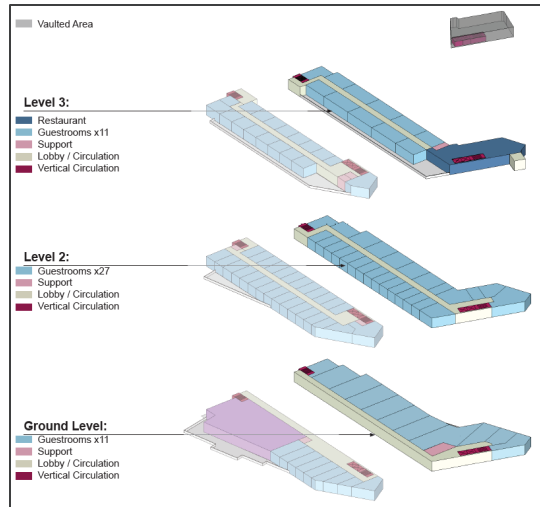 Vaulted Area
Level 3:
Restaurant
Guestrooms x11
Support
Lobby / Circulation
Vertical Circulation
Level 2:
Guestrooms x27
Support
Lobby / Circulation
Vertical Circulation
Ground Level:
Guestrooms x11
Support
Lobby / Circulation
Vertical Circulation